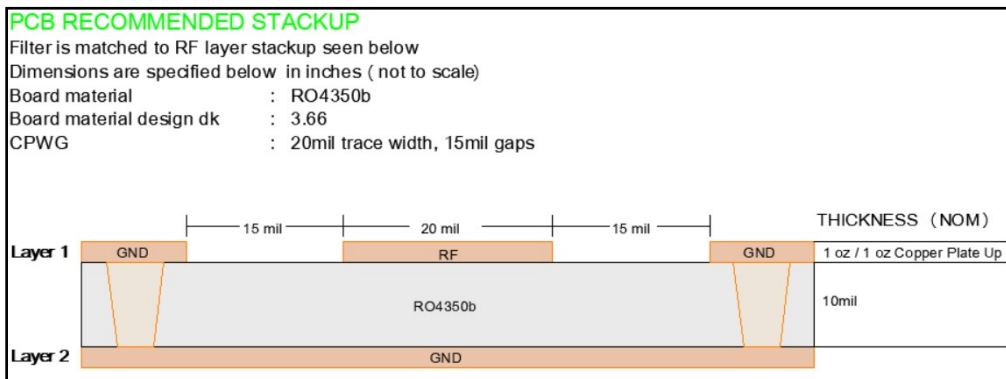 PCB RECOMMENDED STACKUP
Filter is matched to RF layer stackup seen below
Dimensions are specified below in inches ( not to scale)
Board material : RO4350b
Board material design dk : 3.66
CPWG : 20mil trace width, 15mil gaps
THICKNESS (NOM)
15 mil 20 mil 15 mil
Layer 1 GND RF GND 1 oz / 1 oz Copper Plate Up
RO4350b 10mil
Layer 2 GND